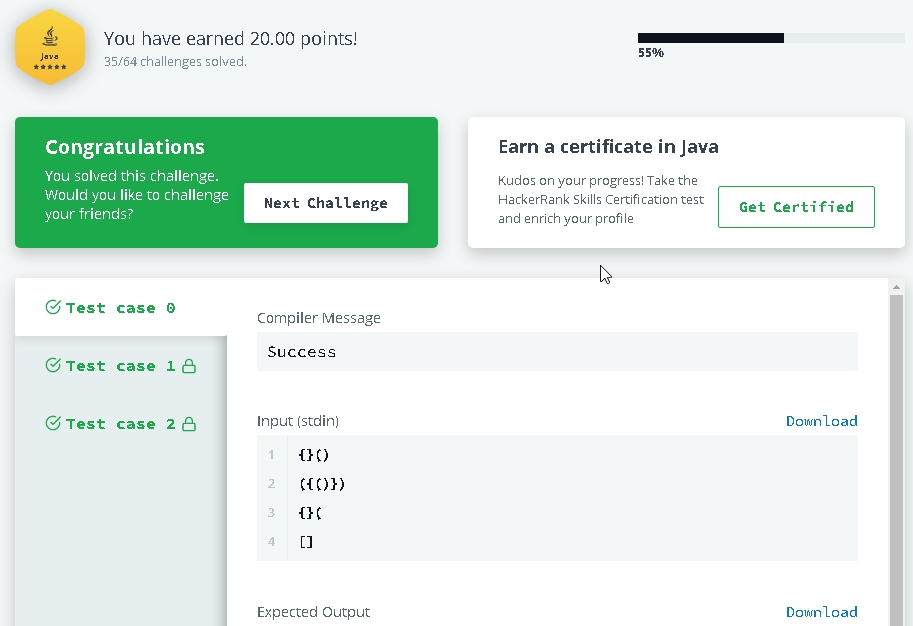 Java
You have earned 20.00 points!
35/64 challenges solved.
55%
Congratulations
You solved this challenge.
Would you like to challenge
your friends?
Next Challenge
Earn a certificate in Java
Kudos on your progress! Take the
HackerRank Skills Certification test
and enrich your profile
Get Certified
Test case 0
Test case 1
Test case 2
Compiler Message
Success
Input (stdin)
Download
1 {}()
2 ({()})
3 {}(
4 []
Expected Output
Download